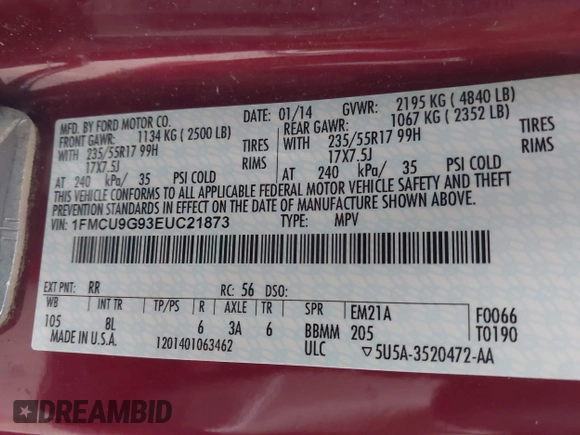 MFD. BY FORD MOTOR CO. DATE: 01/14 GVWR: 2195 KG ( 4840 LB)
FRONT GAWR: 1134 KG ( 2500 LB) REAR GAWR: 1067 KG ( 2352 LB)
WITH 235/55R17 99H TIRES WITH 235/55R17 99H TIRES
17X7.5J RIMS 17X7.5J RIMS
AT 240 kPa/ 35 PSI COLD AT 240 kPa/ 35 PSI COLD
THIS VEHICLE CONFORMS TO ALL APPLICABLE FEDERAL MOTOR VEHICLE SAFETY AND THEFT
PREVENTION STANDARDS IN EFFECT ON THE DATE OF MANUFACTURE SHOWN ABOVE.
VIN: 1FMCU9G93EUC21873 TYPE: MPV
EXT PNT: RR RC: 56 DSO:
WB INT TR TP/PS R AXLE TR SPR EM21A F0066
105 8L 6 3A 6 BBMM 205 T0190
MADE IN U.S.A. 1201401063462 ULC ▽5U5A-3520472-AA
DREAMBID